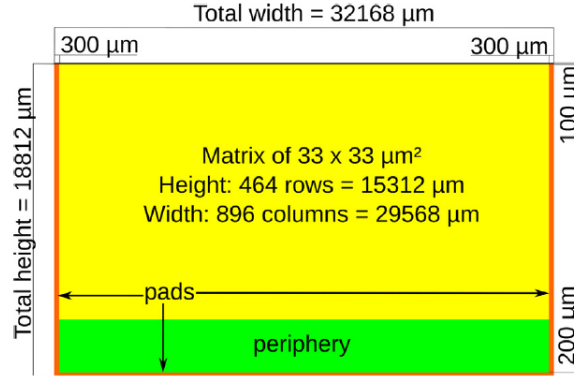 Total width = 32168 µm
300 µm
300 µm
Total height = 18812 µm
100 µm
Matrix of 33 x 33 µm²
Height: 464 rows = 15312 µm
Width: 896 columns = 29568 µm
pads
periphery
200 µm